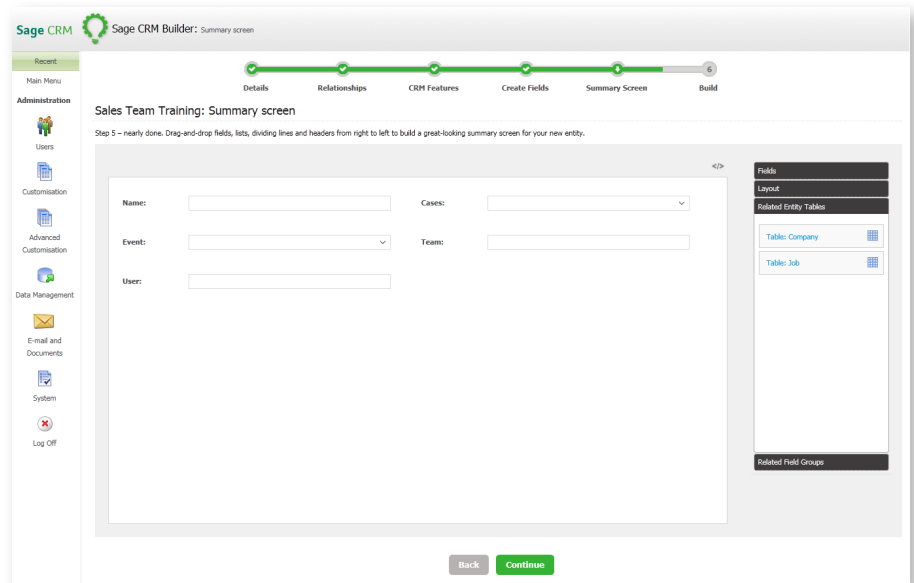 Sage CRM
Sage CRM Builder: Summary screen
Recent
Main Menu
Administration
Users
Customisation
Advanced
Customisation
Data Management
E-mail and
Documents
System
Log Off
6
Details Relationships CRM Features Create Fields Summary Screen Build
Sales Team Training: Summary screen
Step 5 – nearly done. Drag-and-drop fields, lists, dividing lines and headers from right to left to build a great-looking summary screen for your new entity.
</>
Name: Cases:
Event: Team:
User:
Fields
Layout
Related Entity Tables
Table: Company
Table: Job
Related Field Groups
Back Continue